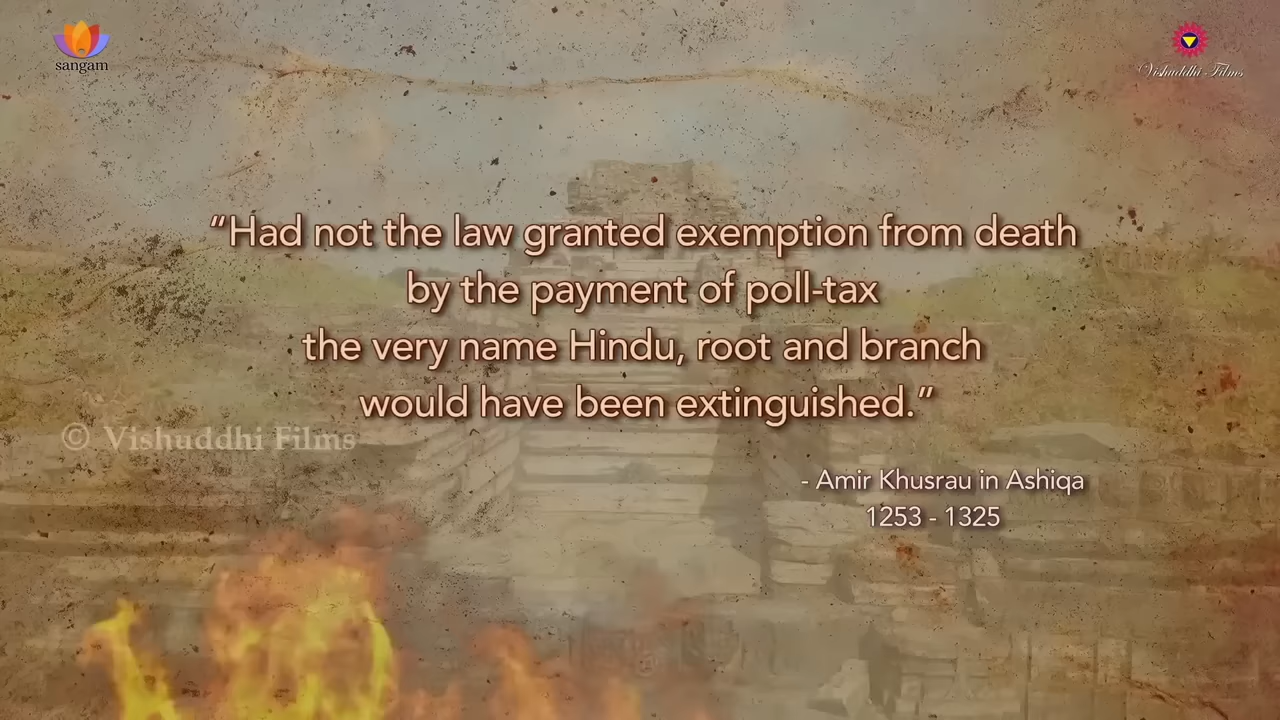 sangam
Vishuddhi Films
“Had not the law granted exemption from death
by the payment of poll-tax
the very name Hindu, root and branch
would have been extinguished.”
© Vishuddhi Films
- Amir Khusrau in Ashiqa
1253 - 1325